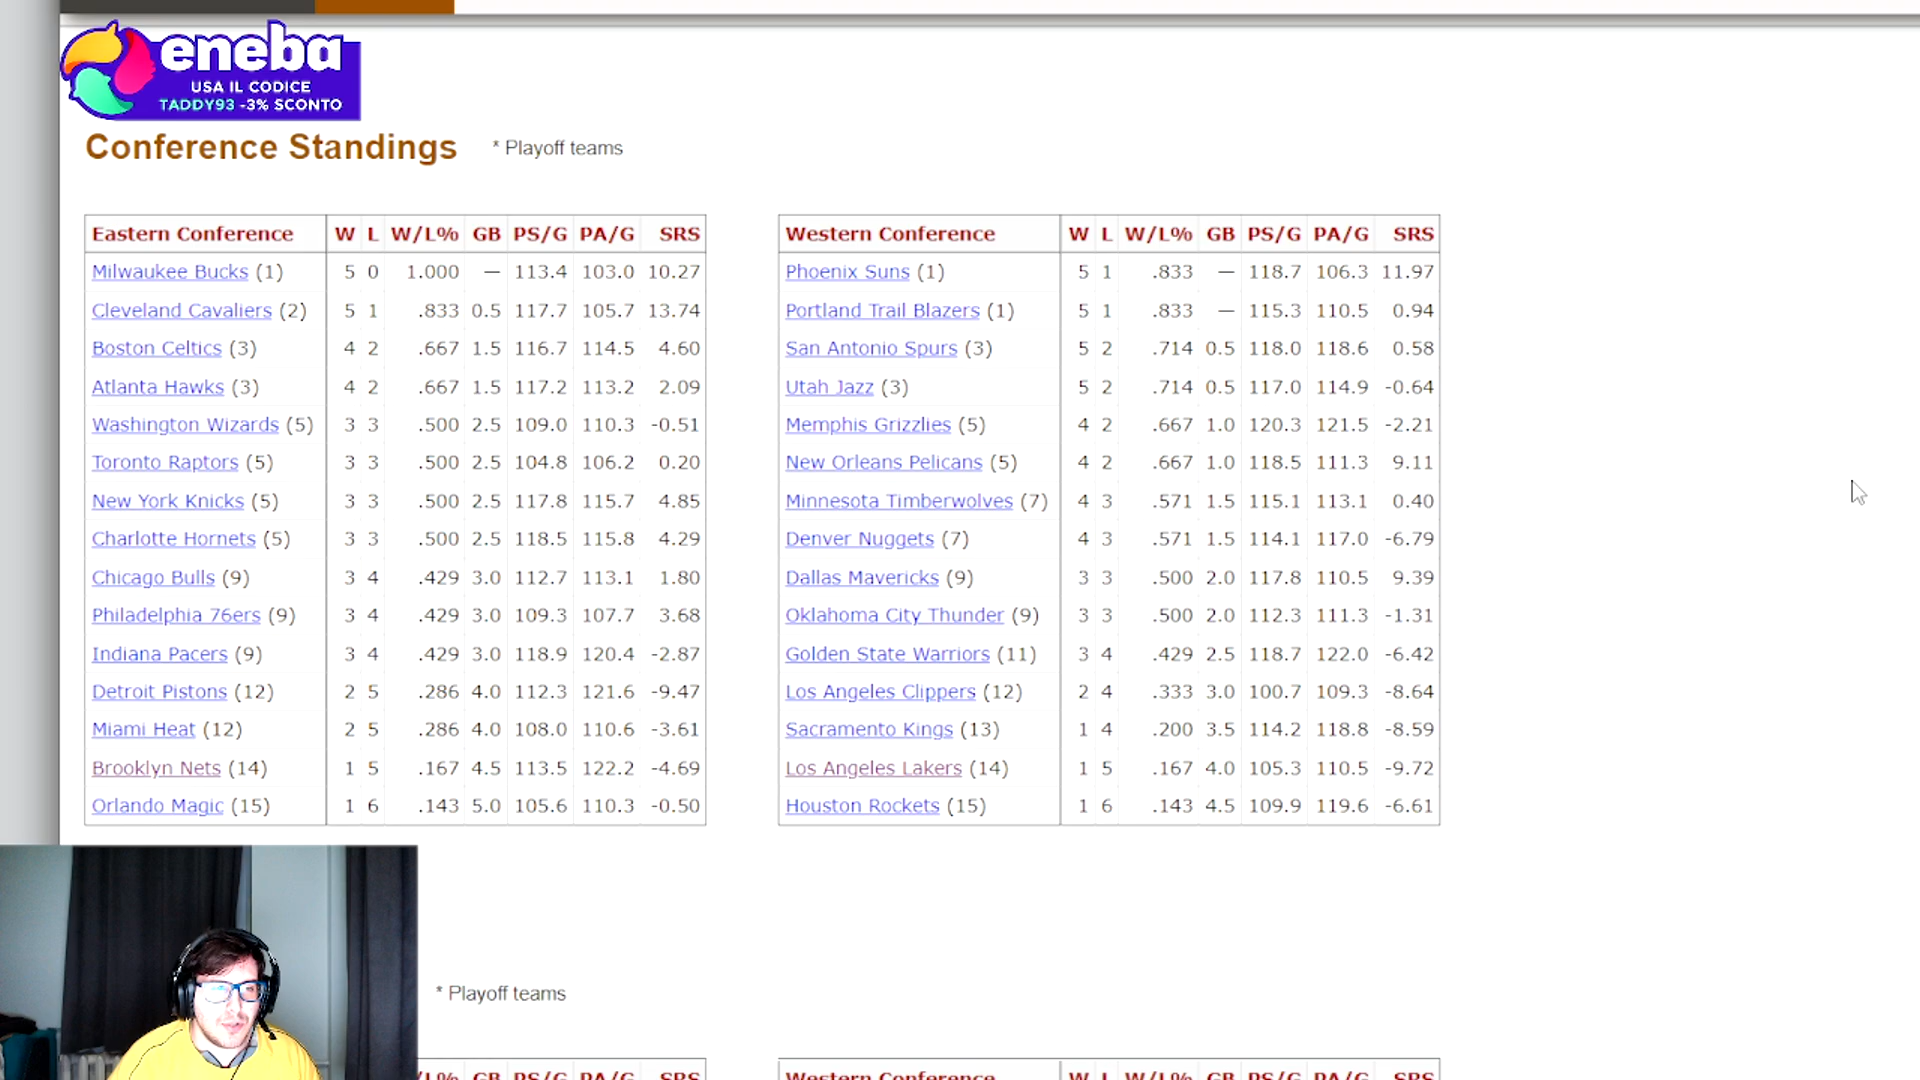 eneba
USA IL CODICE
TADDY93 -3% SCONTO
Conference Standings * Playoff teams
Eastern Conference W L W/L% GB PS/G PA/G SRS
Milwaukee Bucks (1) 5 0 1.000 — 113.4 103.0 10.27
Cleveland Cavaliers (2) 5 1 .833 0.5 117.7 105.7 13.74
Boston Celtics (3) 4 2 .667 1.5 116.7 114.5 4.60
Atlanta Hawks (3) 4 2 .667 1.5 117.2 113.2 2.09
Washington Wizards (5) 3 3 .500 2.5 109.0 110.3 -0.51
Toronto Raptors (5) 3 3 .500 2.5 104.8 106.2 0.20
New York Knicks (5) 3 3 .500 2.5 117.8 115.7 4.85
Charlotte Hornets (5) 3 3 .500 2.5 118.5 115.8 4.29
Chicago Bulls (9) 3 4 .429 3.0 112.7 113.1 1.80
Philadelphia 76ers (9) 3 4 .429 3.0 109.3 107.7 3.68
Indiana Pacers (9) 3 4 .429 3.0 118.9 120.4 -2.87
Detroit Pistons (12) 2 5 .286 4.0 112.3 121.6 -9.47
Miami Heat (12) 2 5 .286 4.0 108.0 110.6 -3.61
Brooklyn Nets (14) 1 5 .167 4.5 113.5 122.2 -4.69
Orlando Magic (15) 1 6 .143 5.0 105.6 110.3 -0.50
Western Conference W L W/L% GB PS/G PA/G SRS
Phoenix Suns (1) 5 1 .833 — 118.7 106.3 11.97
Portland Trail Blazers (1) 5 1 .833 — 115.3 110.5 0.94
San Antonio Spurs (3) 5 2 .714 0.5 118.0 118.6 0.58
Utah Jazz (3) 5 2 .714 0.5 117.0 114.9 -0.64
Memphis Grizzlies (5) 4 2 .667 1.0 120.3 121.5 -2.21
New Orleans Pelicans (5) 4 2 .667 1.0 118.5 111.3 9.11
Minnesota Timberwolves (7) 4 3 .571 1.5 115.1 113.1 0.40
Denver Nuggets (7) 4 3 .571 1.5 114.1 117.0 -6.79
Dallas Mavericks (9) 3 3 .500 2.0 117.8 110.5 9.39
Oklahoma City Thunder (9) 3 3 .500 2.0 112.3 111.3 -1.31
Golden State Warriors (11) 3 4 .429 2.5 118.7 122.0 -6.42
Los Angeles Clippers (12) 2 4 .333 3.0 100.7 109.3 -8.64
Sacramento Kings (13) 1 4 .200 3.5 114.2 118.8 -8.59
Los Angeles Lakers (14) 1 5 .167 4.0 105.3 110.5 -9.72
Houston Rockets (15) 1 6 .143 4.5 109.9 119.6 -6.61
* Playoff teams
/L% GB PS/G PA/G SRS
Western Conference W L W/L% GB PS/G PA/G SRS